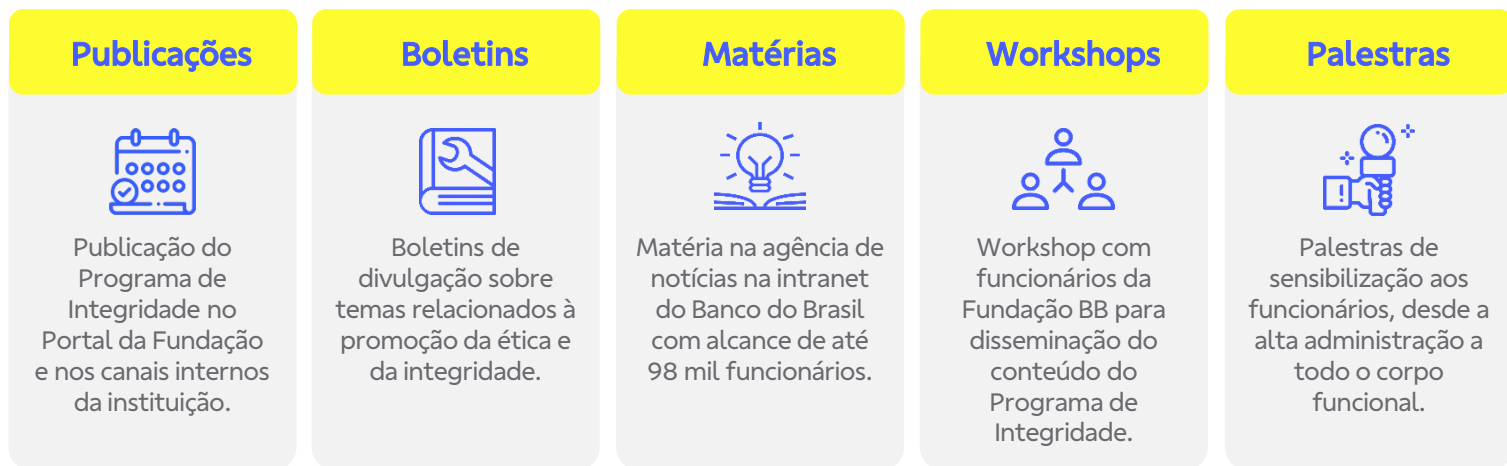 Publicações
Publicação do
Programa de
Integridade no
Portal da Fundação
e nos canais internos
da instituição.
Boletins
Boletins de
divulgação sobre
temas relacionados à
promoção da ética e
da integridade.
Matérias
Matéria na agência de
notícias na intranet
do Banco do Brasil
com alcance de até
98 mil funcionários.
Workshops
Workshop com
funcionários da
Fundação BB para
disseminação do
conteúdo do
Programa de
Integridade.
Palestras
Palestras de
sensibilização aos
funcionários, desde a
alta administração a
todo o corpo
funcional.